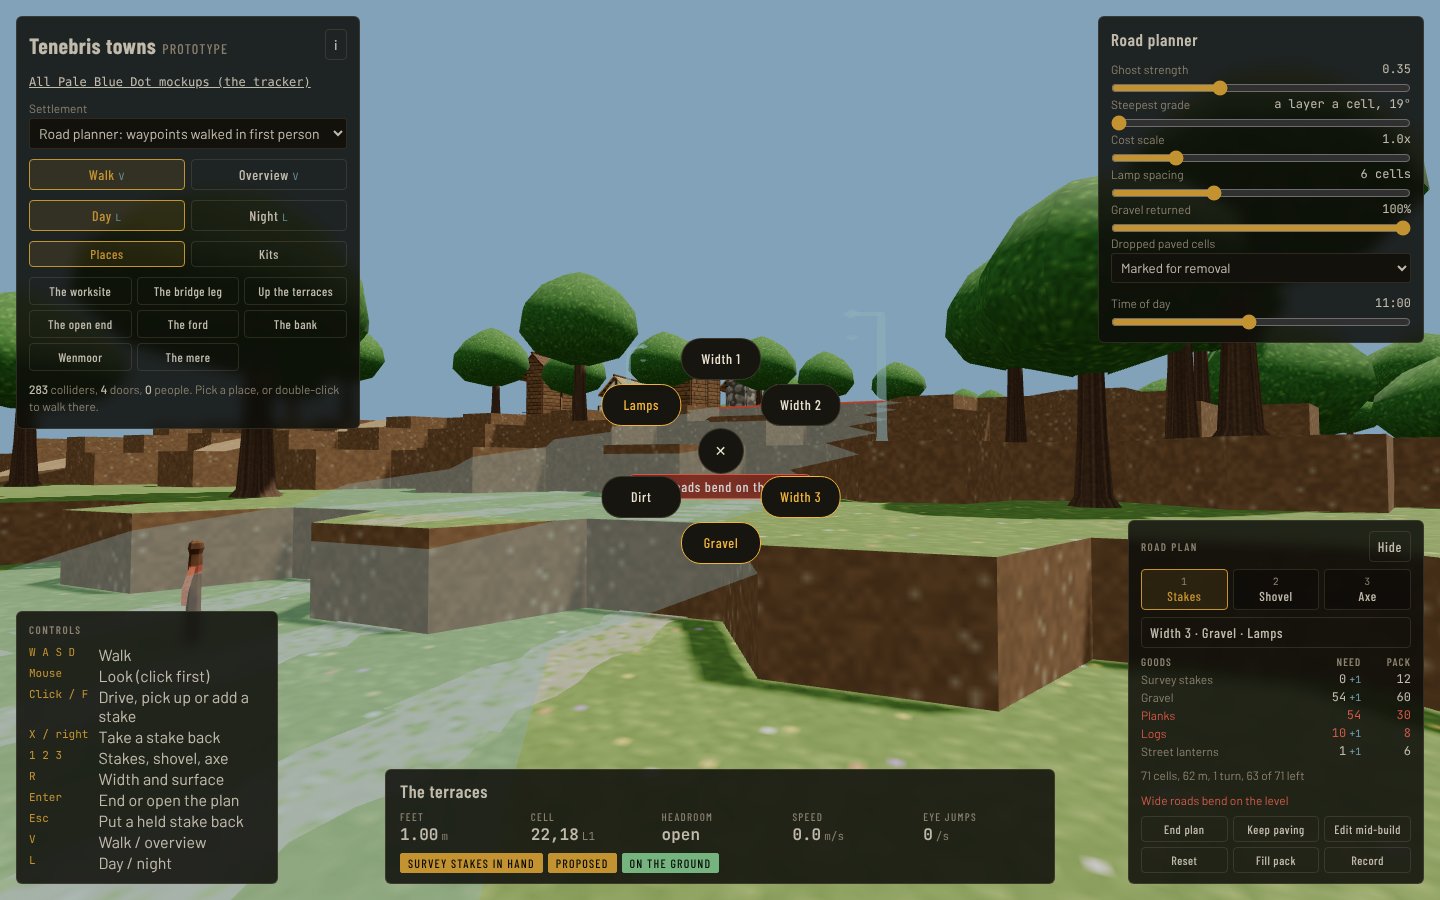 Tenebris towns PROTOTYPE
i
All Pale Blue Dot mockups (the tracker)
Settlement
Road planner: waypoints walked in first person
Walk V
Overview V
Day L
Night L
Places
Kits
The worksite
The bridge leg
Up the terraces
The open end
The ford
The bank
Wenmoor
The mere
283 colliders, 4 doors, 0 people. Pick a place, or double-click
to walk there.
Road planner
Ghost strength 0.35
Steepest grade a layer a cell, 19°
Cost scale 1.0x
Lamp spacing 6 cells
Gravel returned 100%
Dropped paved cells
Marked for removal
Time of day 11:00
Width 1
Lamps
Width 2
×
Dirt
ads bend on th
Width 3
Gravel
CONTROLS
W A S D Walk
Mouse Look (click first)
Click / F Drive, pick up or add a
stake
X / right Take a stake back
1 2 3 Stakes, shovel, axe
R Width and surface
Enter End or open the plan
Esc Put a held stake back
V Walk / overview
L Day / night
The terraces
FEET
CELL
HEADROOM
SPEED
EYE JUMPS
1.00 m
22,18 L1
open
0.0 m/s
0 /s
SURVEY STAKES IN HAND
PROPOSED
ON THE GROUND
ROAD PLAN
Hide
1
Stakes
2
Shovel
3
Axe
Width 3 · Gravel · Lamps
GOODS NEED PACK
Survey stakes 0 +1 12
Gravel 54 +1 60
Planks 54 30
Logs 10 +1 8
Street lanterns 1 +1 6
71 cells, 62 m, 1 turn, 63 of 71 left
Wide roads bend on the level
End plan
Keep paving
Edit mid-build
Reset
Fill pack
Record